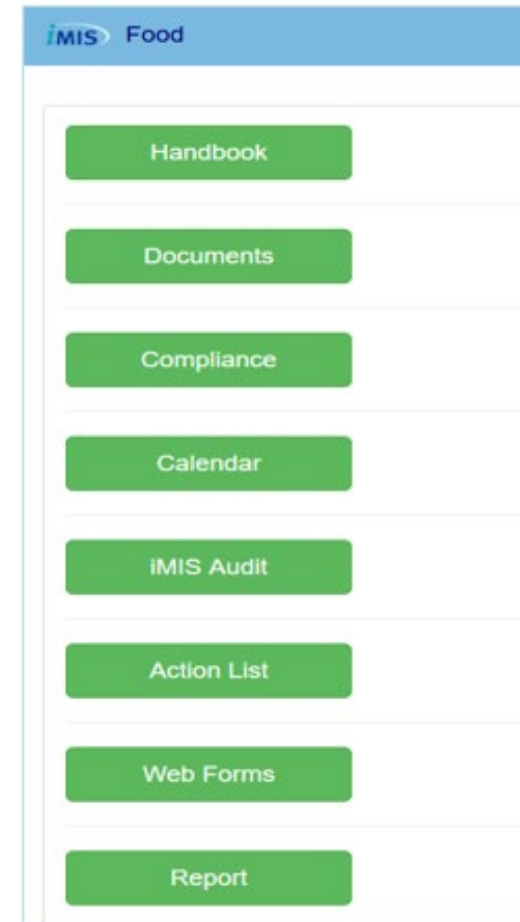 iMIS Food
Handbook
Documents
Compliance
Calendar
iMIS Audit
Action List
Web Forms
Report